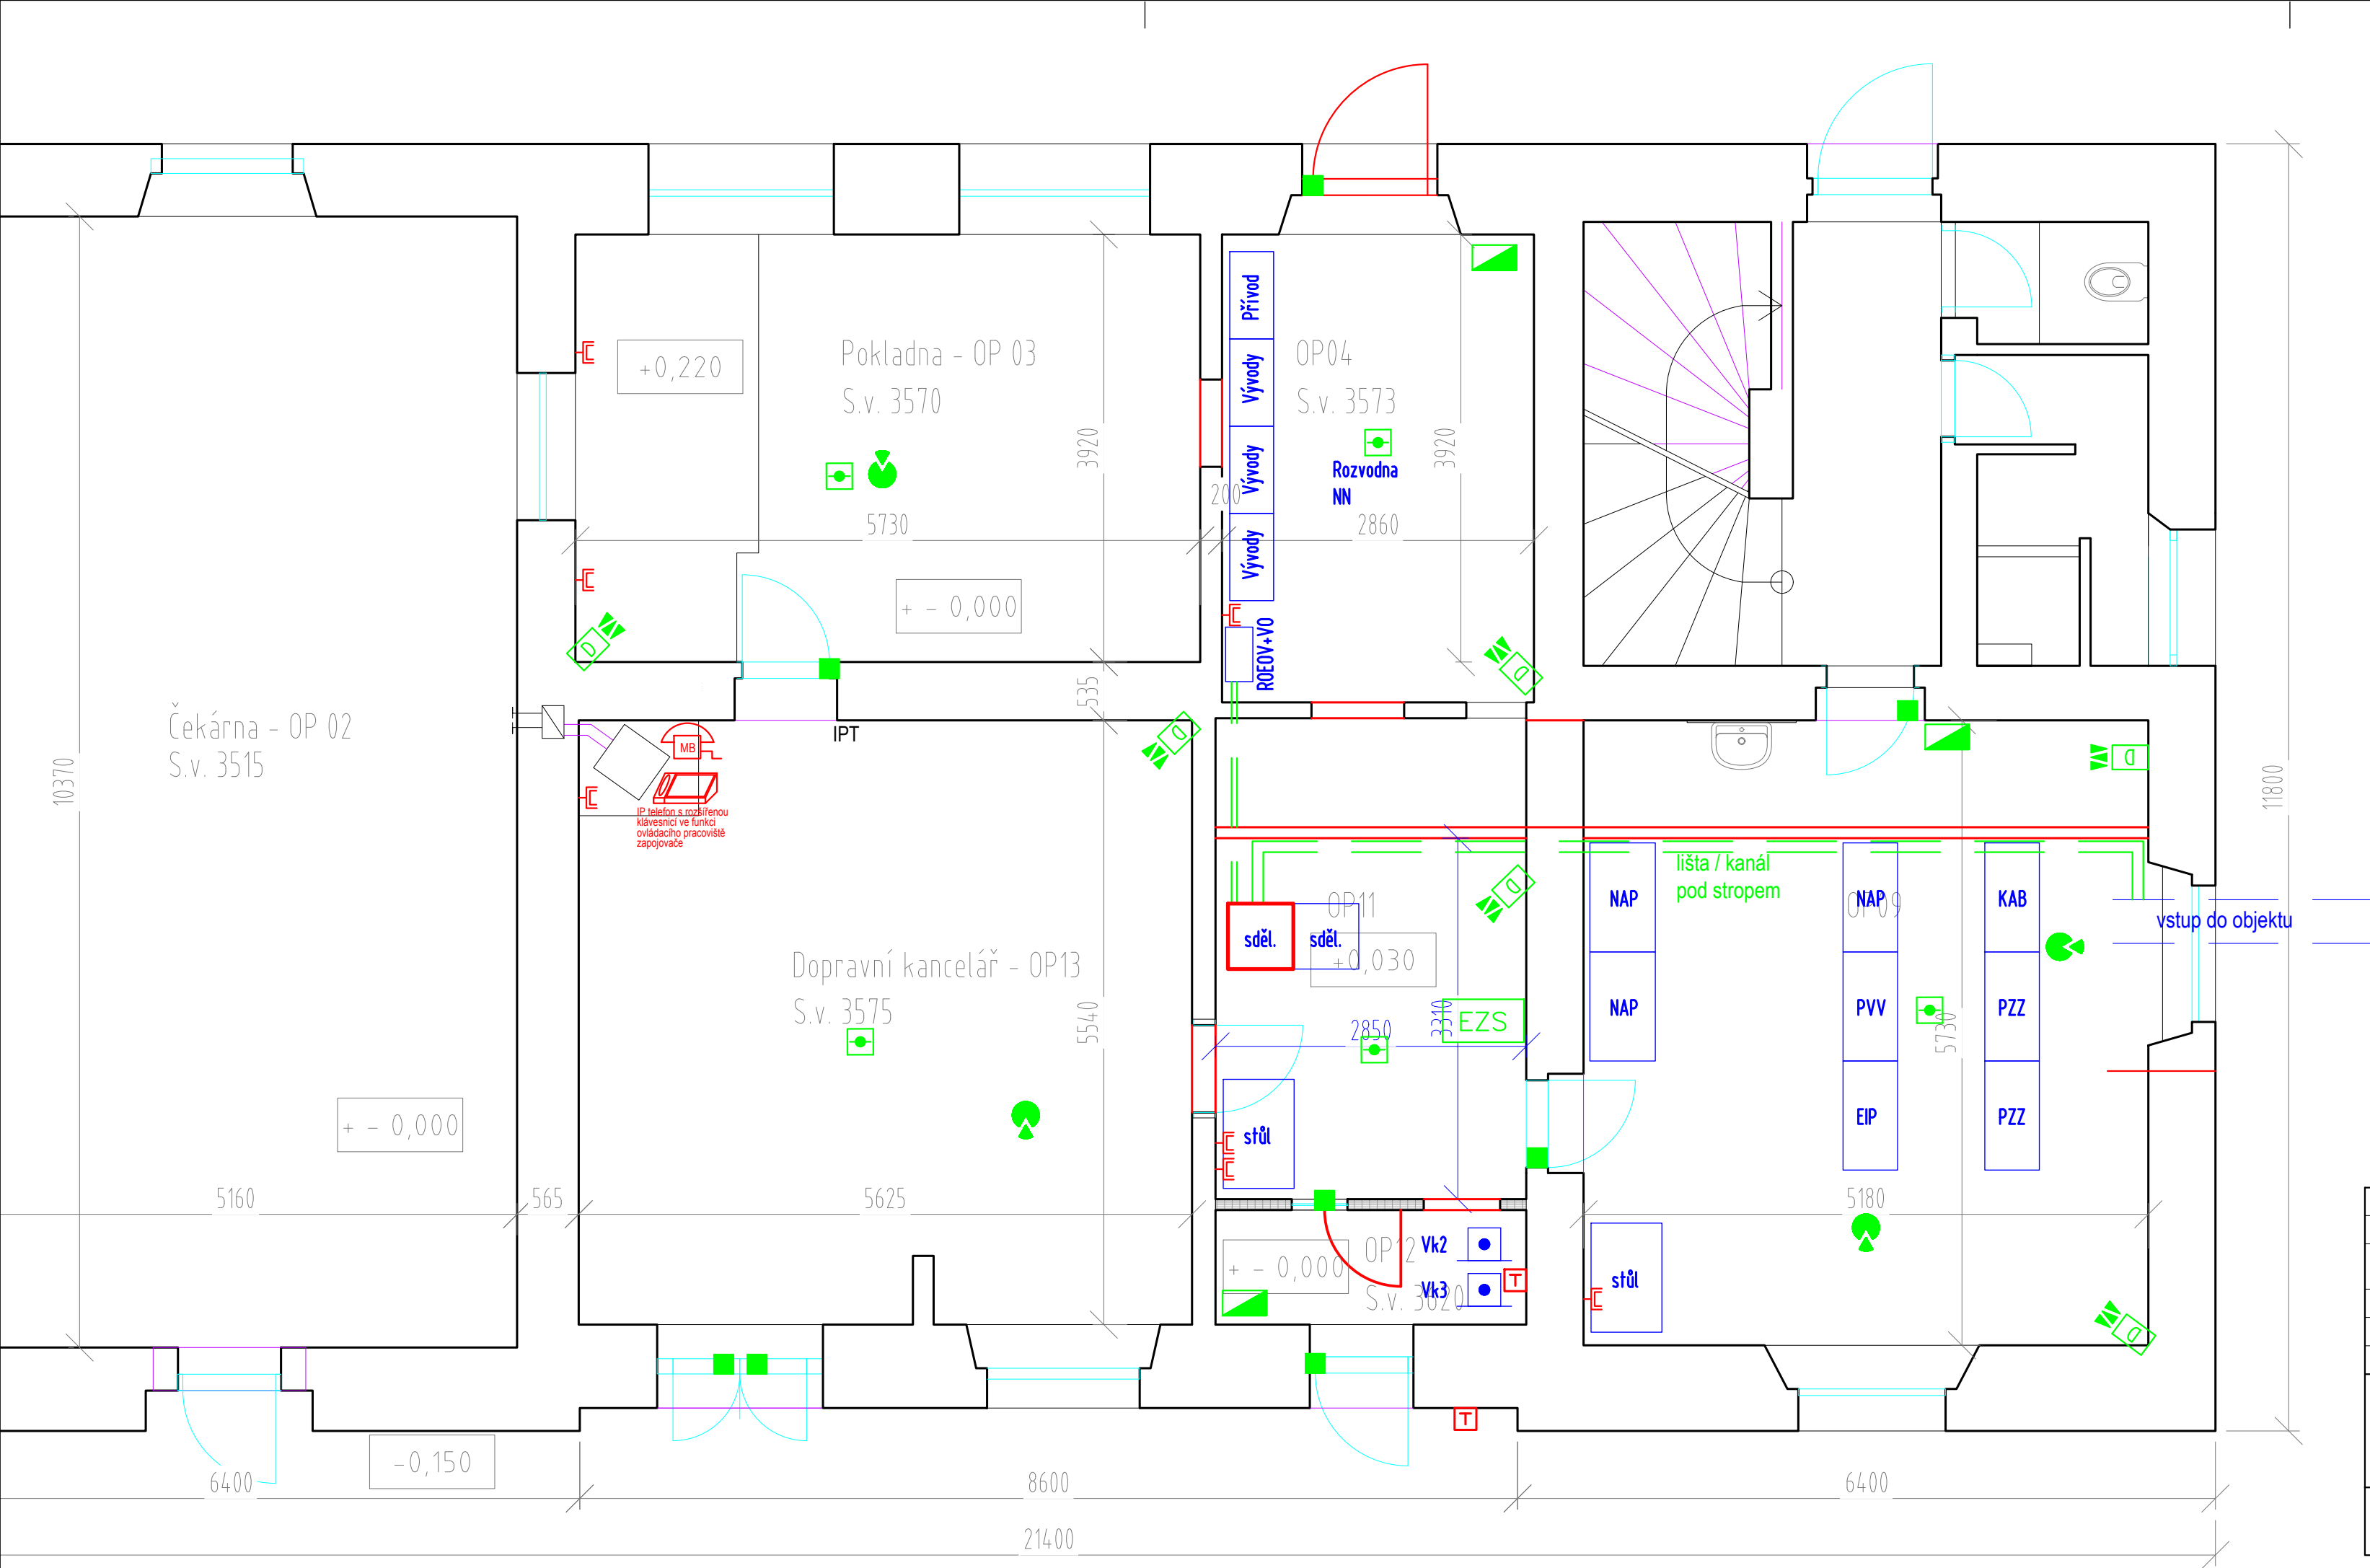 Přívod
Vývody
Vývody
Vývody
+0,220
Pokladna - OP 03
S.v. 3570
OP04
S.v. 3573
3920
3920
Rozvodna
NN
200
5730
2860
+ - 0,000
ROEOV+VO
535
Čekárna - OP 02
S.v. 3515
10370
11800
IPT
MB
IP telefon s rozšířenou
klávesnicí ve funkci
ovládacího pracoviště
zapojovače
D
D
D
D
D
D
lišta / kanál
pod stropem
NAP
NAP
KAB
OP11
OP09
vstup do objektu
sděl.
sděl.
+0,030
Dopravní kancelář - OP13
S.v. 3575
5540
NAP
PVV
PZZ
3310
EZS
2850
5730
+ - 0,000
stůl
EIP
PZZ
5160
565
5625
5180
OP12
Vk2
+ - 0,000
Vk3
S.v. 3020
T
stůl
T
-0,150
6400
8600
6400
21400